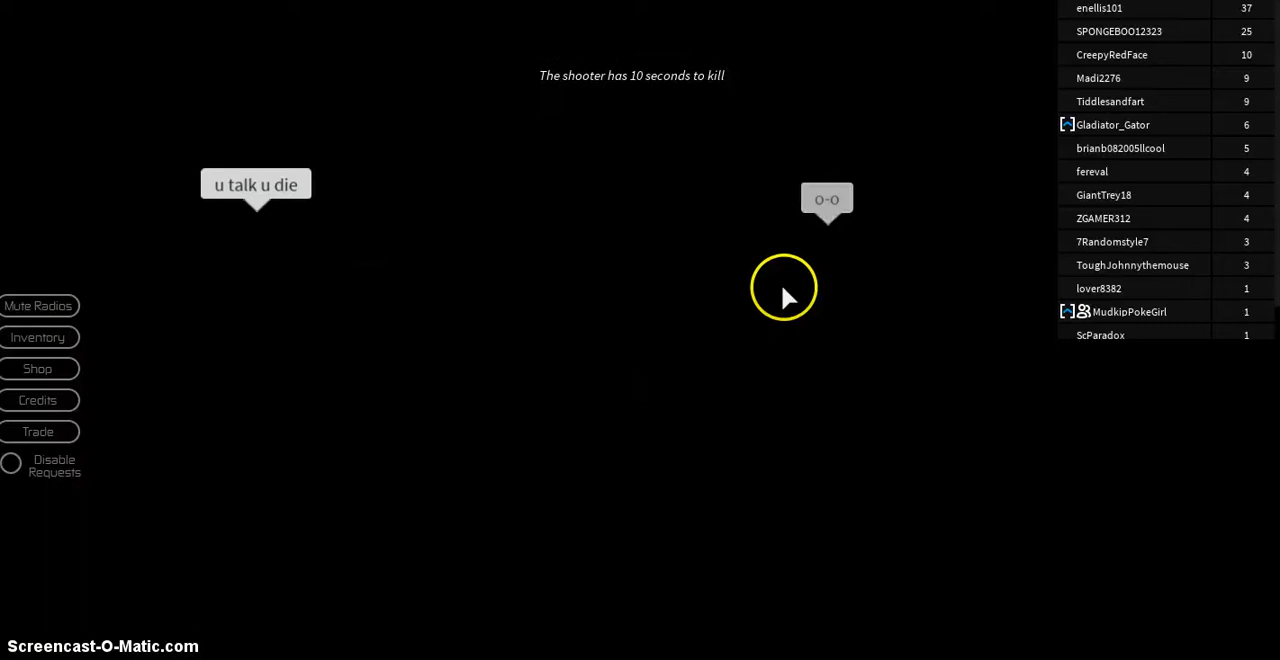 enellis101 37
SPONGEBOO12323 25
The shooter has 10 seconds to kill
CreepyRedFace 10
Madi2276 9
Tiddlesandfart 9
Gladiator_Gator 6
brianb082005llcool 5
fereval 4
u talk u die
o-o
GiantTrey18 4
ZGAMER312 4
7Randomstyle7 3
ToughJohnnythemouse 3
lover8382 1
MudkipPokeGirl 1
ScParadox 1
Mute Radios
Inventory
Shop
Credits
Trade
Disable
Requests
Screencast-O-Matic.com